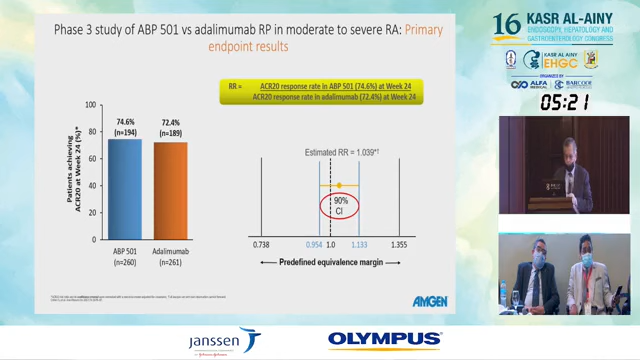 Phase 3 study of ABP 501 vs adalimumab RP in moderate to severe RA: Primary
endpoint results
RR =
ACR20 response rate in ABP 501 (74.6%) at Week 24
ACR20 response rate in adalimumab (72.4%) at Week 24
Patients achieving
ACR20 at Week 24 (%)*
100
80
60
40
20
0
74.6%
(n=194)
72.4%
(n=189)
ABP 501
(n=260)
Adalimumab
(n=261)
Estimated RR = 1.039*†
90%
CI
0.738
0.954
1.0
1.133
1.355
Predefined equivalence margin
AMGEN
16
KASR AL-AINY
ENDOSCOPY, HEPATOLOGY AND
GASTROENTEROLOGY CONGRESS
KASR AL-AINY
EHGC
ORGANIZED BY
ALFA
MEDICAL
BARCODE
05:21
janssen
OLYMPUS